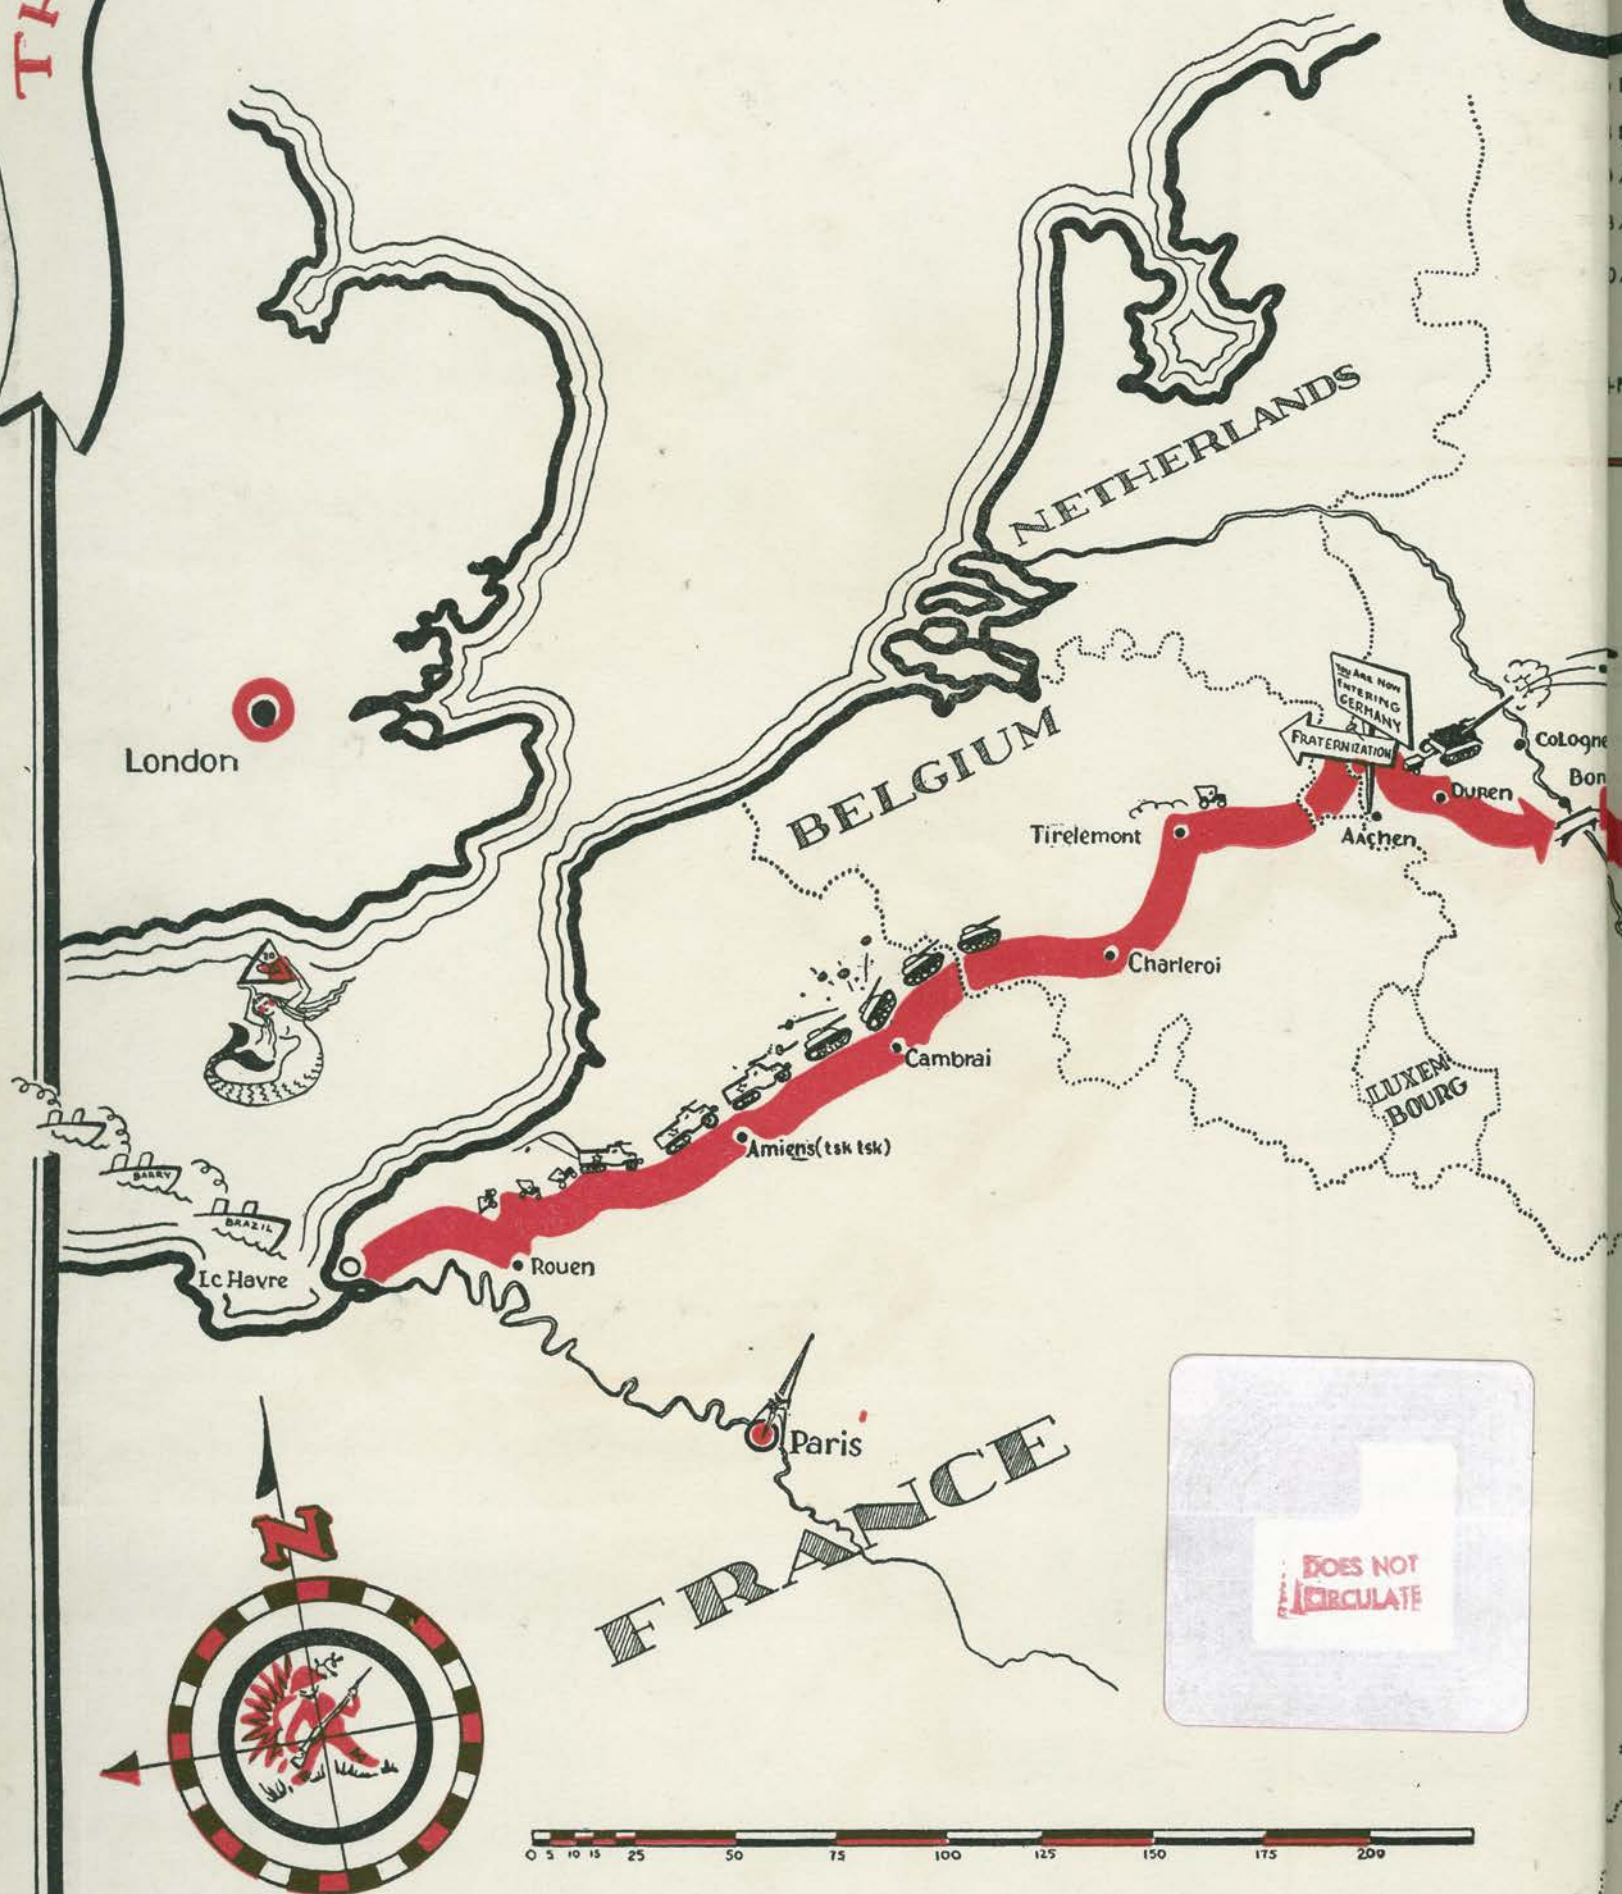 TH
NETHERLANDS
YOU ARE NOW
ENTERING
GERMANY
FRATERNIZATION
London
BELGIUM
Cologne
Bon
Duren
Tirelemont
Aachen
Charleroi
20
Cambrai
LUXEM
BOURG
Amiens (tsk tsk)
BARRY
BRAZIL
Le Havre
Rouen
Paris
FRANCE
N
DOES NOT
CIRCULATE
0 5 10 15 25 50 75 100 125 150 175 200